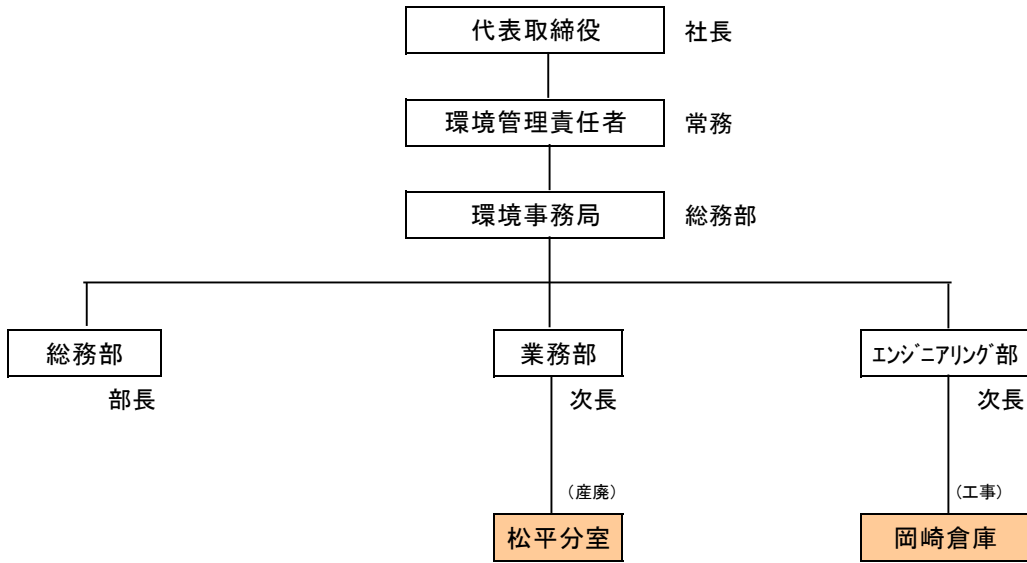 代表取締役 社長
環境管理責任者 常務
環境事務局 総務部
総務部 業務部 ｴﾝｼﾞﾆｱﾘﾝｸﾞ部
部長 次長 次長
(産廃) (工事)
松平分室 岡崎倉庫